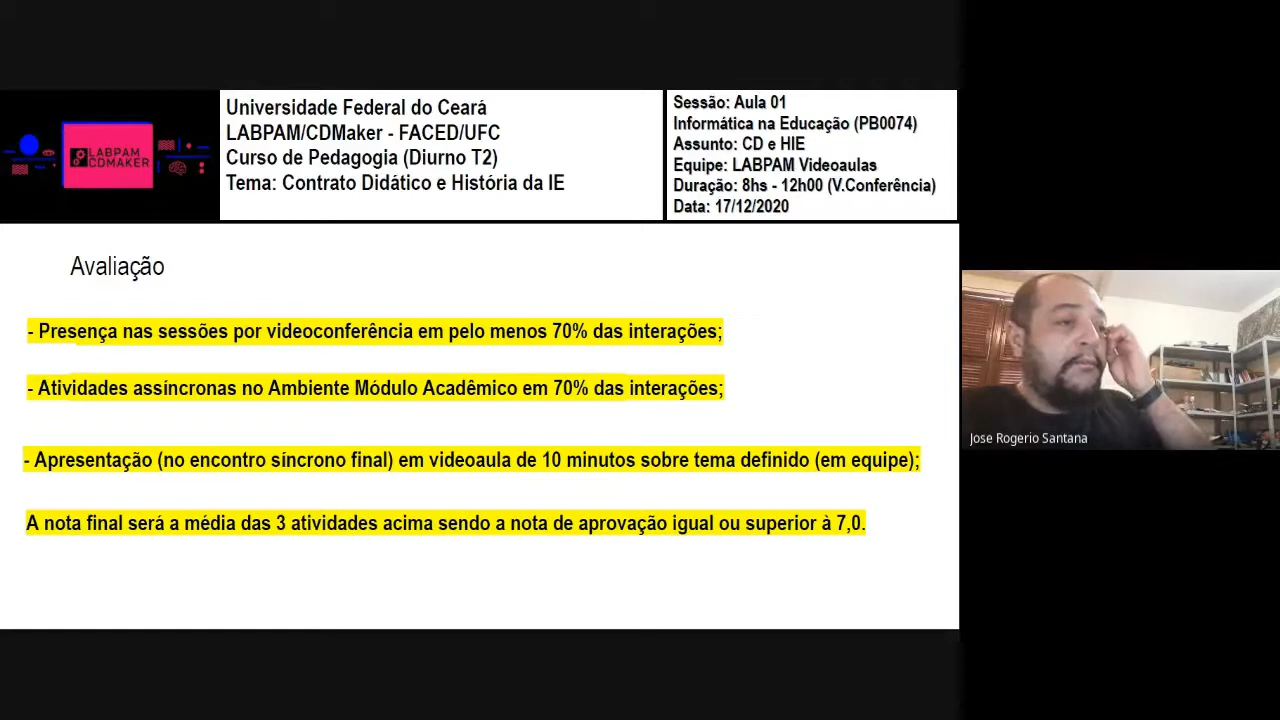 LABPAM
CDMAKER
Universidade Federal do Ceará
LABPAM/CDMaker - FACED/UFC
Curso de Pedagogia (Diurno T2)
Tema: Contrato Didático e História da IE
Sessão: Aula 01
Informática na Educação (PB0074)
Assunto: CD e HIE
Equipe: LABPAM Videoaulas
Duração: 8hs - 12h00 (V.Conferência)
Data: 17/12/2020
Avaliação
- Presença nas sessões por videoconferência em pelo menos 70% das interações;
- Atividades assíncronas no Ambiente Módulo Acadêmico em 70% das interações;
- Apresentação (no encontro síncrono final) em videoaula de 10 minutos sobre tema definido (em equipe);
A nota final será a média das 3 atividades acima sendo a nota de aprovação igual ou superior à 7,0.
Jose Rogerio Santana